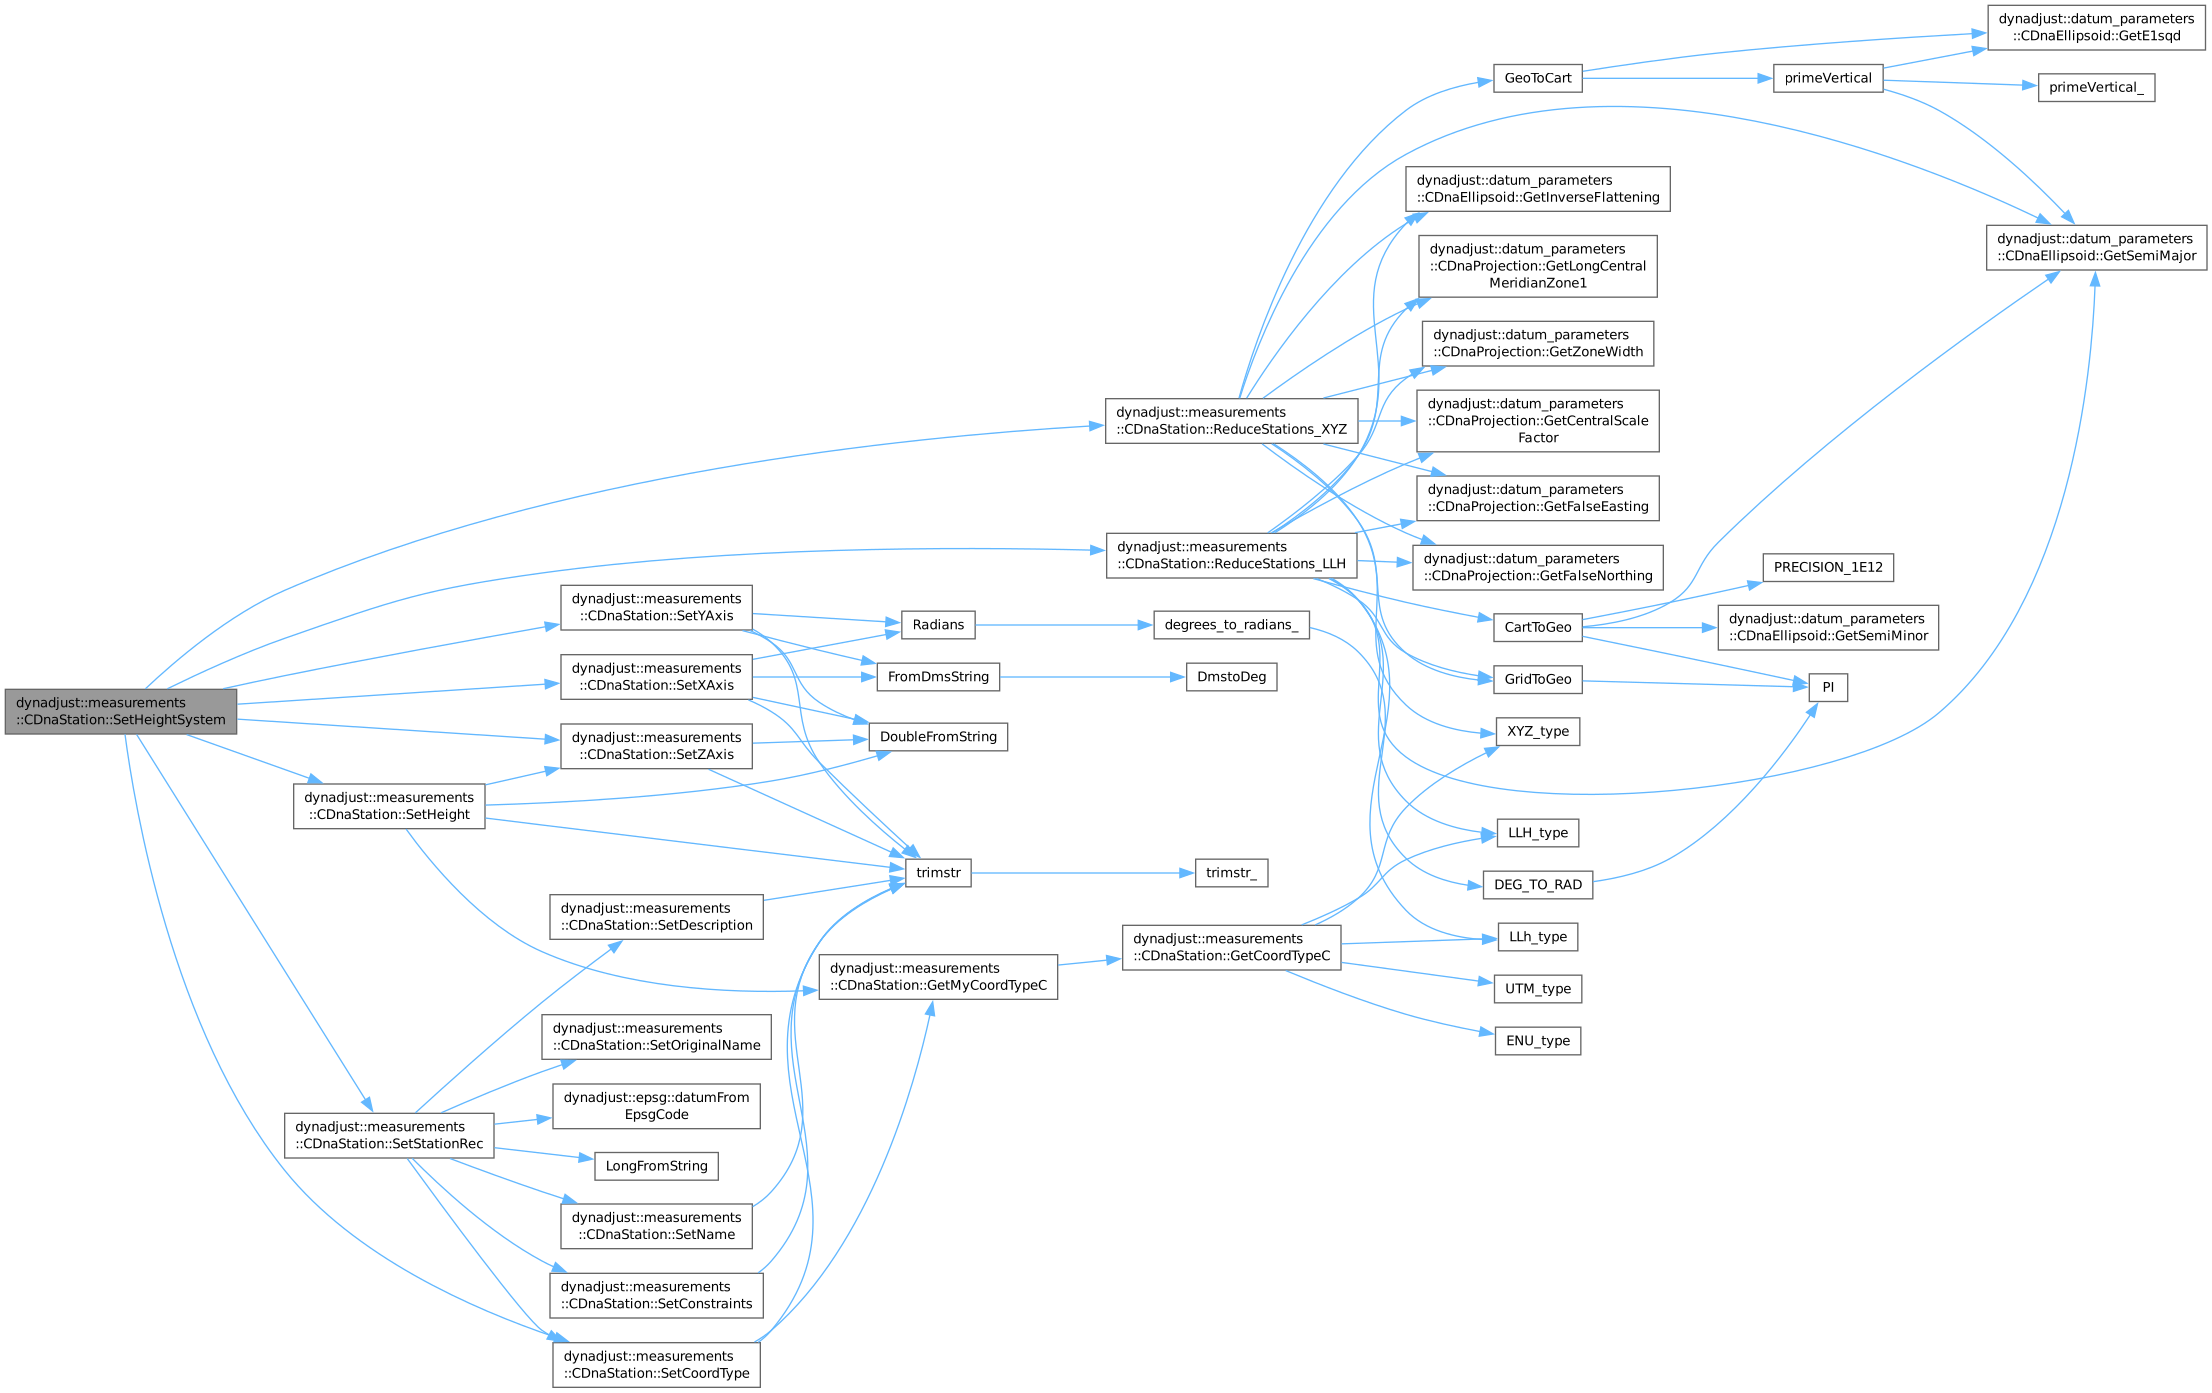 dynadjust::measurements
::CDnaStation::SetHeightSystem
dynadjust::measurements
::CDnaStation::SetYAxis
dynadjust::measurements
::CDnaStation::SetXAxis
dynadjust::measurements
::CDnaStation::SetZAxis
dynadjust::measurements
::CDnaStation::SetHeight
dynadjust::measurements
::CDnaStation::SetDescription
dynadjust::measurements
::CDnaStation::SetOriginalName
dynadjust::epsg::datumFrom
EpsgCode
dynadjust::measurements
::CDnaStation::SetStationRec
LongFromString
dynadjust::measurements
::CDnaStation::SetName
dynadjust::measurements
::CDnaStation::SetConstraints
dynadjust::measurements
::CDnaStation::SetCoordType
Radians
FromDmsString
DoubleFromString
trimstr
dynadjust::measurements
::CDnaStation::GetMyCoordTypeC
dynadjust::measurements
::CDnaStation::ReduceStations_XYZ
dynadjust::measurements
::CDnaStation::ReduceStations_LLH
degrees_to_radians_
DmstoDeg
trimstr_
dynadjust::measurements
::CDnaStation::GetCoordTypeC
GeoToCart
dynadjust::datum_parameters
::CDnaEllipsoid::GetInverseFlattening
dynadjust::datum_parameters
::CDnaProjection::GetLongCentral
MeridianZone1
dynadjust::datum_parameters
::CDnaProjection::GetZoneWidth
dynadjust::datum_parameters
::CDnaProjection::GetCentralScale
Factor
dynadjust::datum_parameters
::CDnaProjection::GetFalseEasting
dynadjust::datum_parameters
::CDnaProjection::GetFalseNorthing
CartToGeo
GridToGeo
XYZ_type
LLH_type
DEG_TO_RAD
LLh_type
UTM_type
ENU_type
primeVertical
PRECISION_1E12
dynadjust::datum_parameters
::CDnaEllipsoid::GetSemiMinor
PI
dynadjust::datum_parameters
::CDnaEllipsoid::GetE1sqd
primeVertical_
dynadjust::datum_parameters
::CDnaEllipsoid::GetSemiMajor